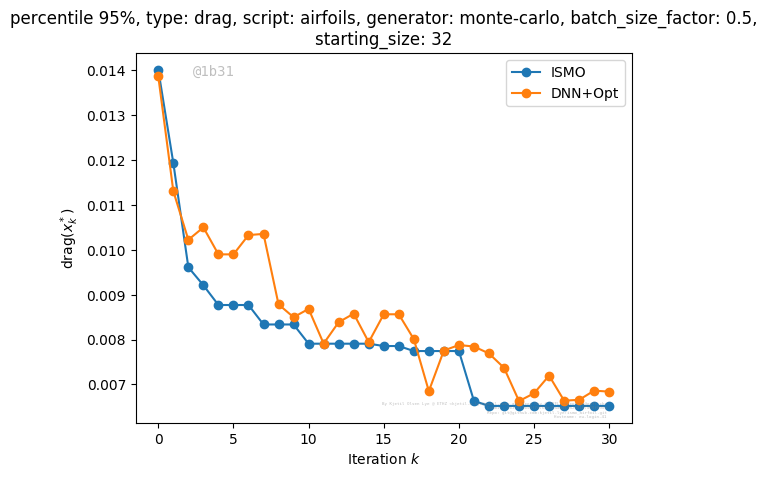 percentile 95%, type: drag, script: airfoils, generator: monte-carlo, batch_size_factor: 0.5,
starting_size: 32
@1b31
ISMO
DNN+Opt
0.014
0.013
0.012
0.011
0.010
0.009
0.008
0.007
drag(x*k)
0
5
10
15
20
25
30
Iteration k